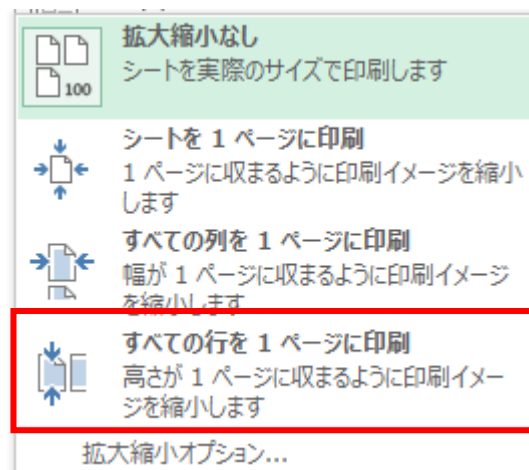 拡大縮小なし
シートを実際のサイズで印刷します
100
シートを 1 ページに印刷
1 ページに収まるように印刷イメージを縮小
します
すべての列を 1 ページに印刷
幅が 1 ページに収まるように印刷イメージ
を縮小します
すべての行を 1 ページに印刷
高さが 1 ページに収まるように印刷イメー
ジを縮小します
拡大縮小オプション...